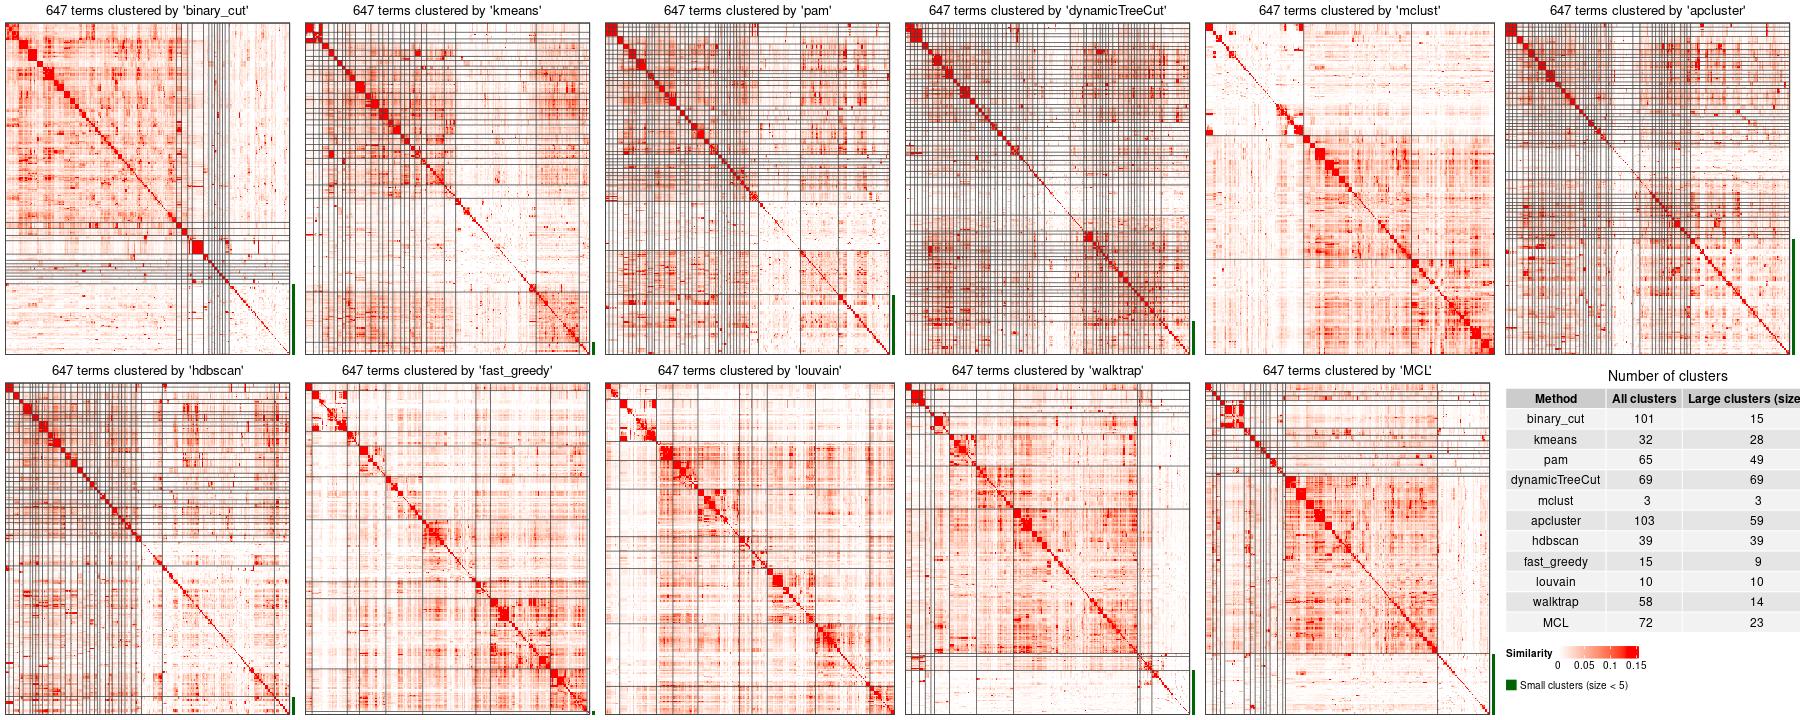 647 terms clustered by 'binary_cut'
647 terms clustered by 'kmeans'
647 terms clustered by 'pam'
647 terms clustered by 'dynamicTreeCut'
647 terms clustered by 'mclust'
647 terms clustered by 'apcluster'
647 terms clustered by 'hdbscan'
647 terms clustered by 'fast_greedy'
647 terms clustered by 'louvain'
647 terms clustered by 'walktrap'
647 terms clustered by 'MCL'
Number of clusters
Method All clusters Large clusters (size
binary_cut 101 15
kmeans 32 28
pam 65 49
dynamicTreeCut 69 69
mclust 3 3
apcluster 103 59
hdbscan 39 39
fast_greedy 15 9
louvain 10 10
walktrap 58 14
MCL 72 23
Similarity
0 0.05 0.1 0.15
Small clusters (size < 5)